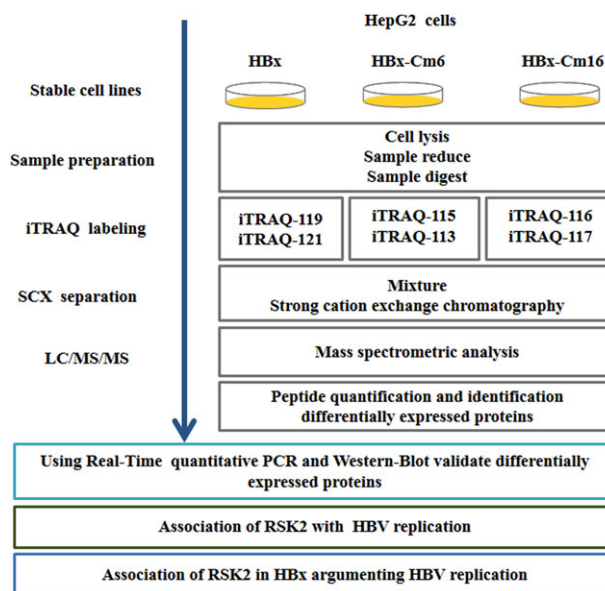 HepG2 cells
HBx HBx-Cm6 HBx-Cm16
Stable cell lines
Sample preparation
Cell lysis
Sample reduce
Sample digest
iTRAQ labeling
iTRAQ-119 iTRAQ-115 iTRAQ-116
iTRAQ-121 iTRAQ-113 iTRAQ-117
SCX separation
Mixture
Strong cation exchange chromatography
LC/MS/MS
Mass spectrometric analysis
Peptide quantification and identification
differentially expressed proteins
Using Real-Time quantitative PCR and Western-Blot validate differentially
expressed proteins
Association of RSK2 with HBV replication
Association of RSK2 in HBx argumenting HBV replication